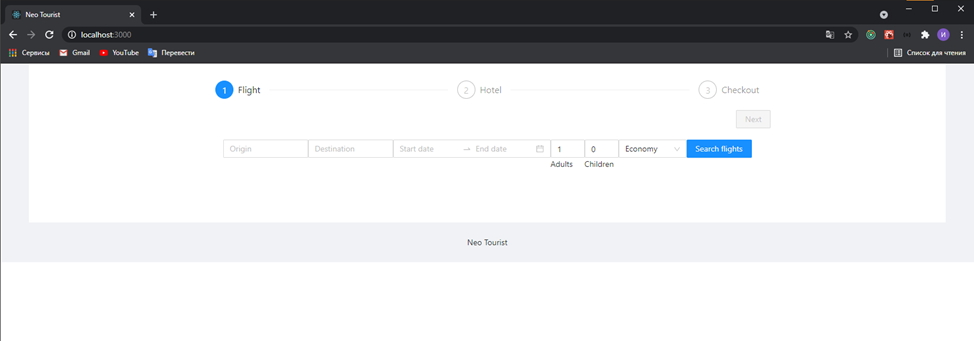 Neo Tourist
localhost:3000
Сервисы Gmail YouTube Перевести Список для чтения
1 Flight 2 Hotel 3 Checkout
Next
Origin Destination Start date → End date 1 0 Economy Search flights
Adults Children
Neo Tourist
И